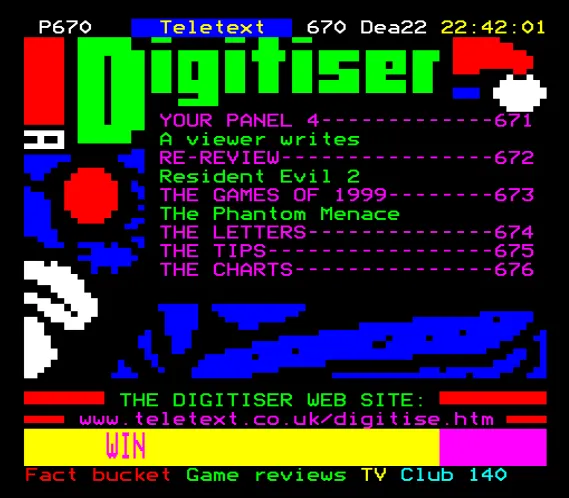 P670 Teletext 670 Dea22 22:42:01
Digitiser
YOUR PANEL 4-------------671
A viewer writes
RE-REVIEW----------------672
Resident Evil 2
THE GAMES OF 1999--------673
THe Phantom Menace
THE LETTERS--------------674
THE TIPS-----------------675
THE CHARTS---------------676
THE DIGITISER WEB SITE:
www.teletext.co.uk/digitise.htm
WIN
Fact bucket Game reviews TV Club 140